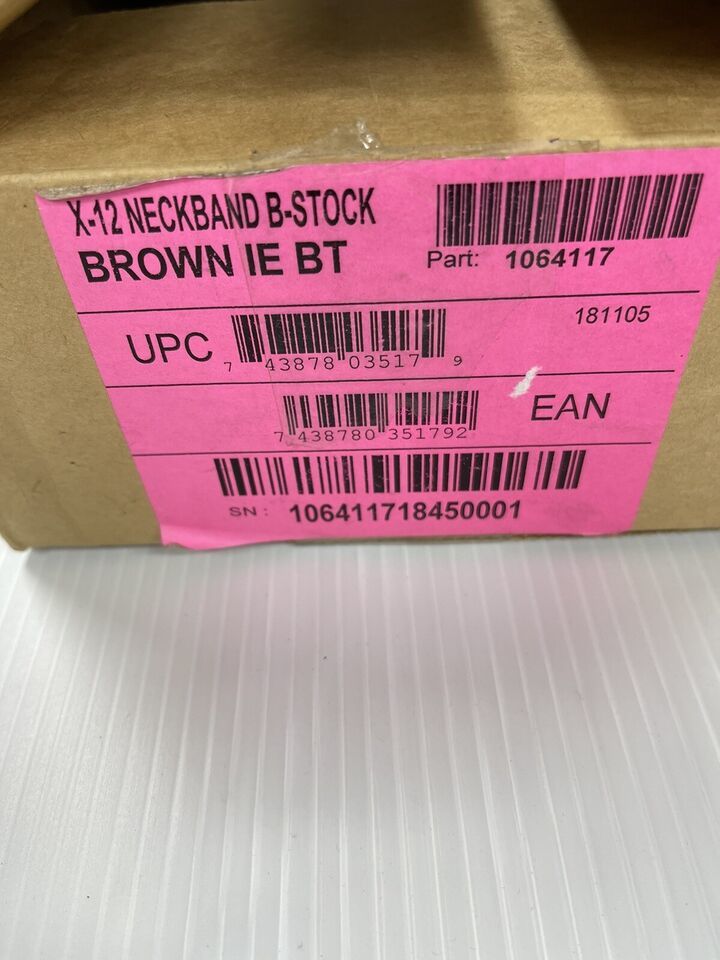 X-12 NECKBAND B-STOCK
BROWN IE BT
Part: 1064117
181105
UPC
7 43878 03517 9
EAN
7 438780 351792
SN: 106411718450001